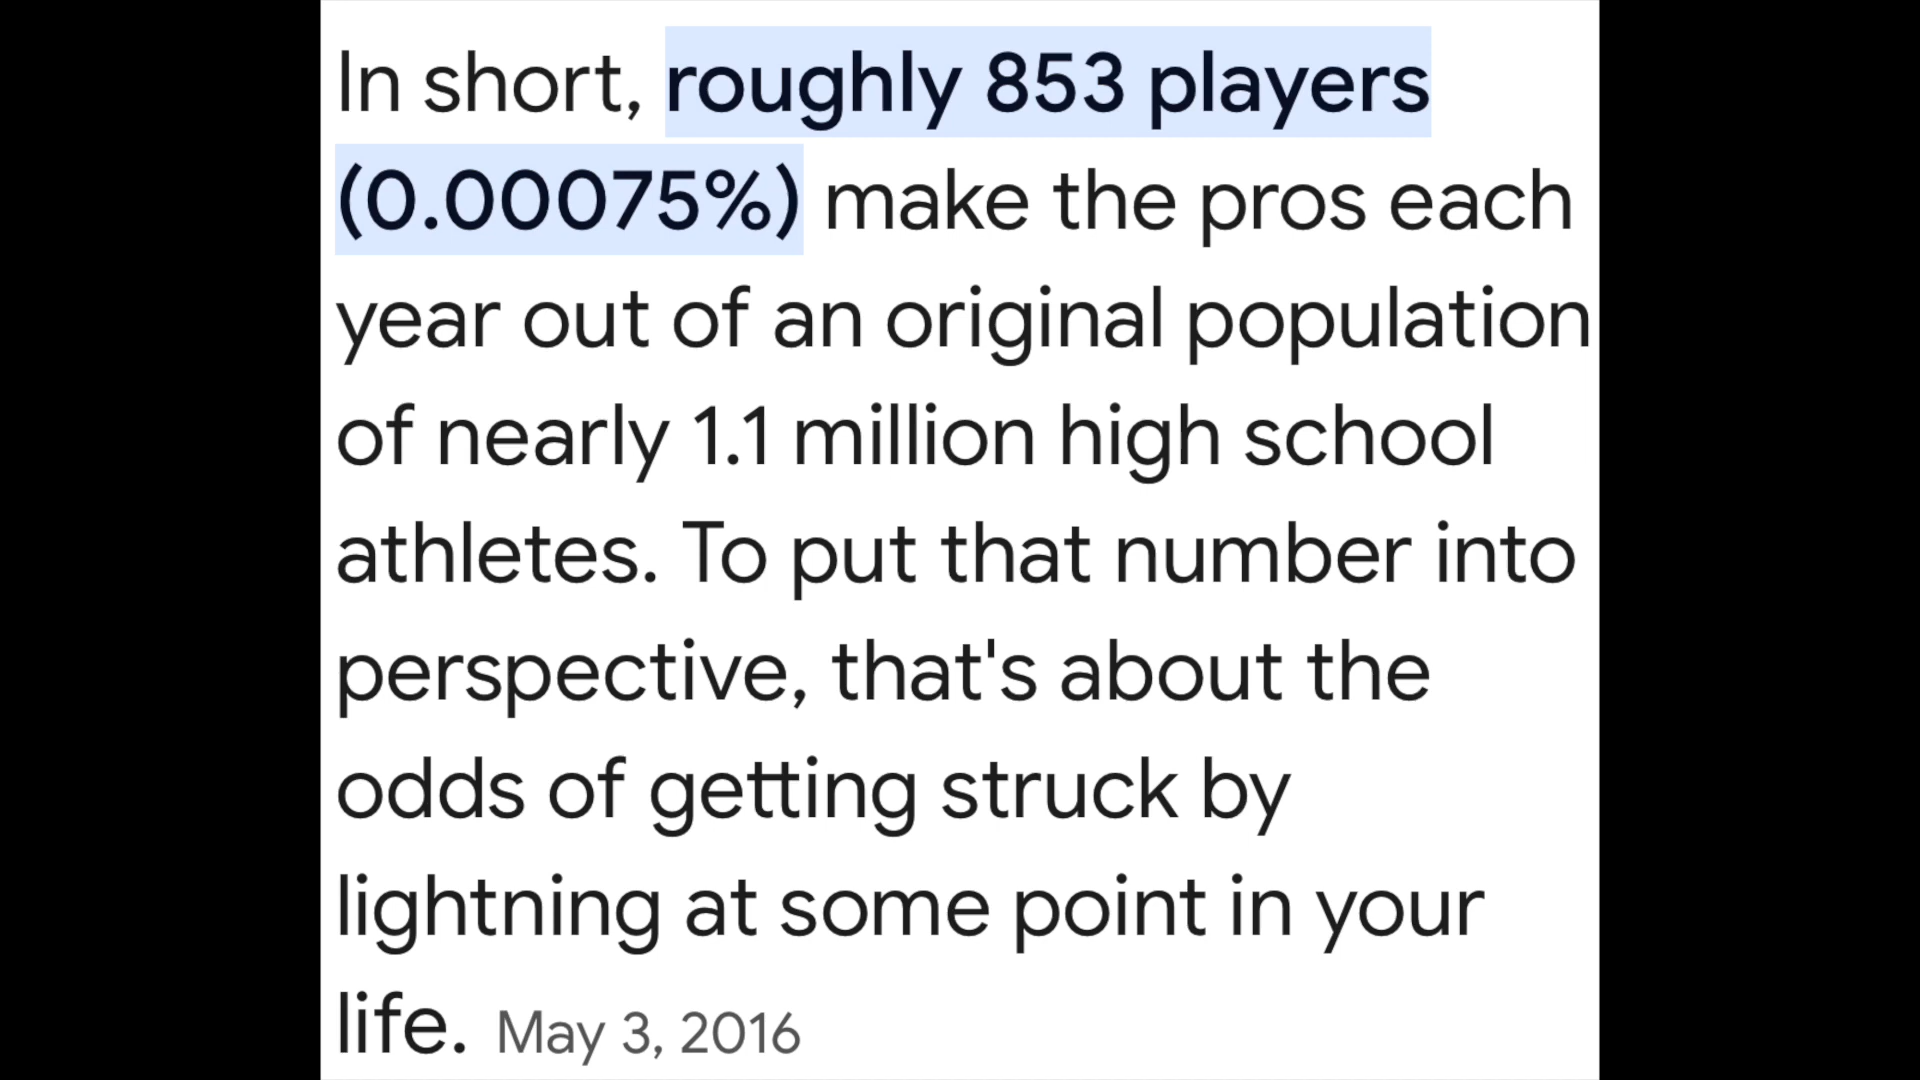 In short, roughly 853 players
(0.00075%) make the pros each
year out of an original population
of nearly 1.1 million high school
athletes. To put that number into
perspective, that's about the
odds of getting struck by
lightning at some point in your
life. May 3, 2016